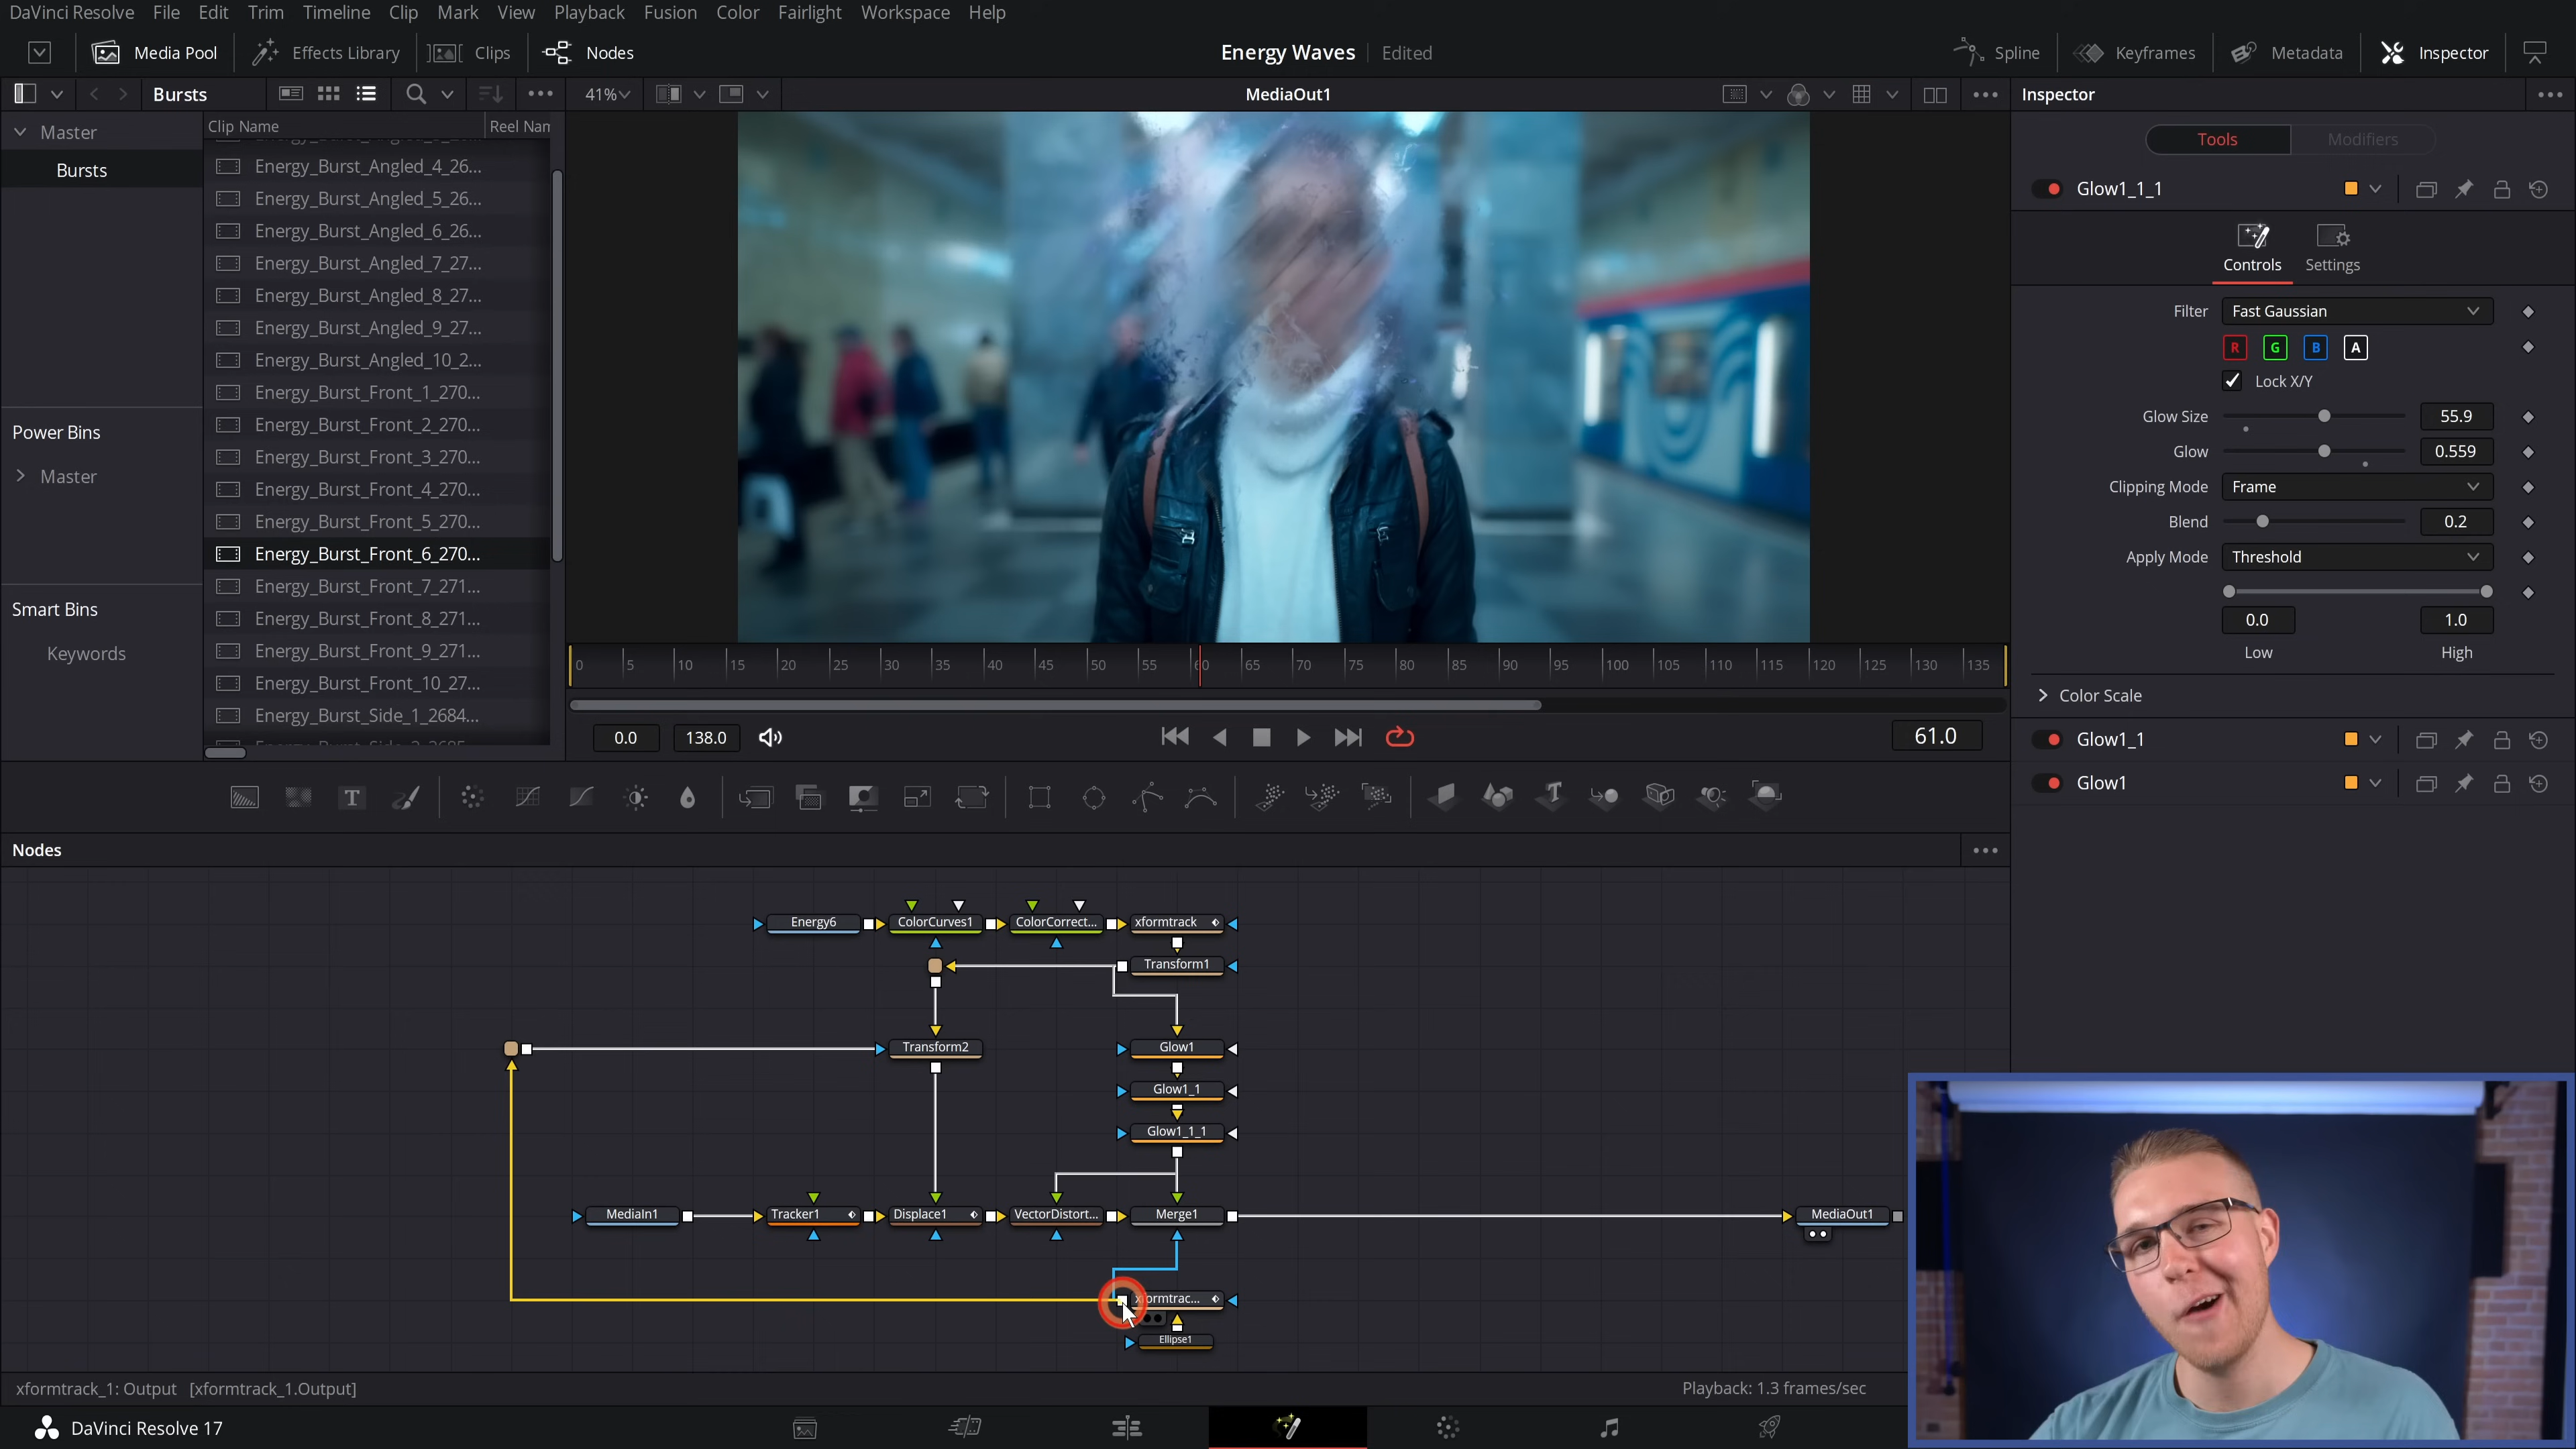 DaVinci Resolve File Edit Trim Timeline Clip Mark View Playback Fusion Color Fairlight Workspace Help
Media Pool Effects Library Clips Nodes Energy Waves Edited Spline Keyframes Metadata Inspector
Bursts 41% MediaOut1 Inspector
Master
Bursts
Power Bins
Master
Smart Bins
Keywords
Clip Name Reel Nam
Energy_Burst_Angled_4_26...
Energy_Burst_Angled_5_26...
Energy_Burst_Angled_6_26...
Energy_Burst_Angled_7_27...
Energy_Burst_Angled_8_27...
Energy_Burst_Angled_9_27...
Energy_Burst_Angled_10_2...
Energy_Burst_Front_1_270...
Energy_Burst_Front_2_270...
Energy_Burst_Front_3_270...
Energy_Burst_Front_4_270...
Energy_Burst_Front_5_270...
Energy_Burst_Front_6_270...
Energy_Burst_Front_7_271...
Energy_Burst_Front_8_271...
Energy_Burst_Front_9_271...
Energy_Burst_Front_10_27...
Energy_Burst_Side_1_2684...
0 5 10 15 20 25 30 35 40 45 50 55 60 65 70 75 80 85 90 95 100 105 110 115 120 125 130 135
0.0 138.0 61.0
Tools Modifiers
Glow1_1_1
Controls Settings
Filter Fast Gaussian
R G B A
Lock X/Y
Glow Size 55.9
Glow 0.559
Clipping Mode Frame
Blend 0.2
Apply Mode Threshold
0.0 1.0
Low High
Color Scale
Glow1_1
Glow1
T
Nodes
Energy6 ColorCurves1 ColorCorrect... xformtrack
Transform1
Transform2 Glow1
Glow1_1
Glow1_1_1
MediaIn1 Tracker1 Displace1 VectorDistort... Merge1 MediaOut1
xformtrac...
Ellipse1
xformtrack_1: Output [xformtrack_1.Output] Playback: 1.3 frames/sec
DaVinci Resolve 17